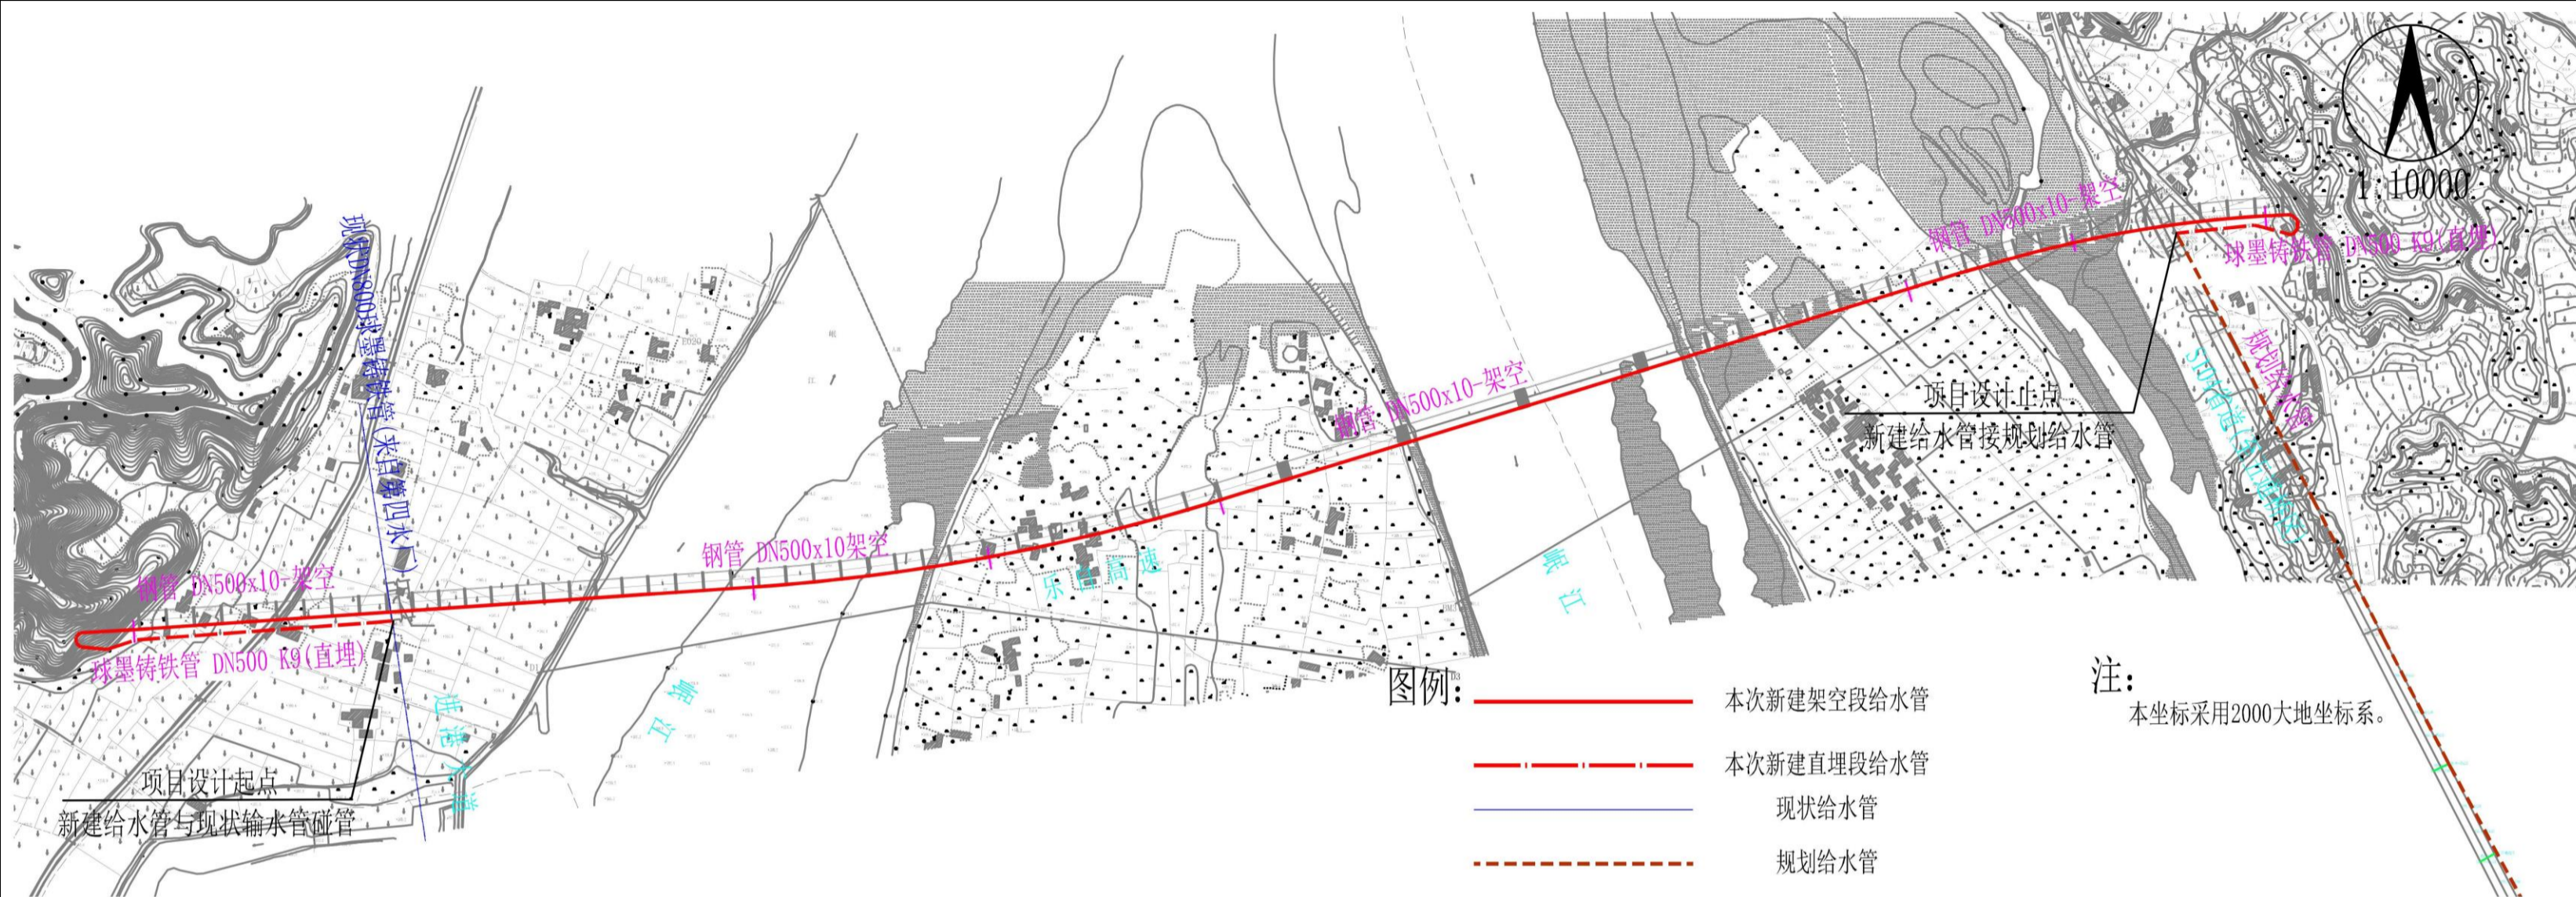 1:10000
现状DN800球墨铸铁管(来自第四水厂)
钢管 DN500x10-架空
球墨铸铁管 DN500 K9(直埋)
进港大道
项目设计起点
新建给水管与现状输水管碰管
钢管 DN500x10架空
岷江
乐自高速
钢管 DN500x10-架空
岷江
钢管 DN500x10-架空
球墨铸铁管 DN500 K9(直埋)
项目设计止点
新建给水管接规划给水管
规划给水管
图例:
本次新建架空段给水管
本次新建直埋段给水管
现状给水管
规划给水管
注:
本坐标采用2000大地坐标系。